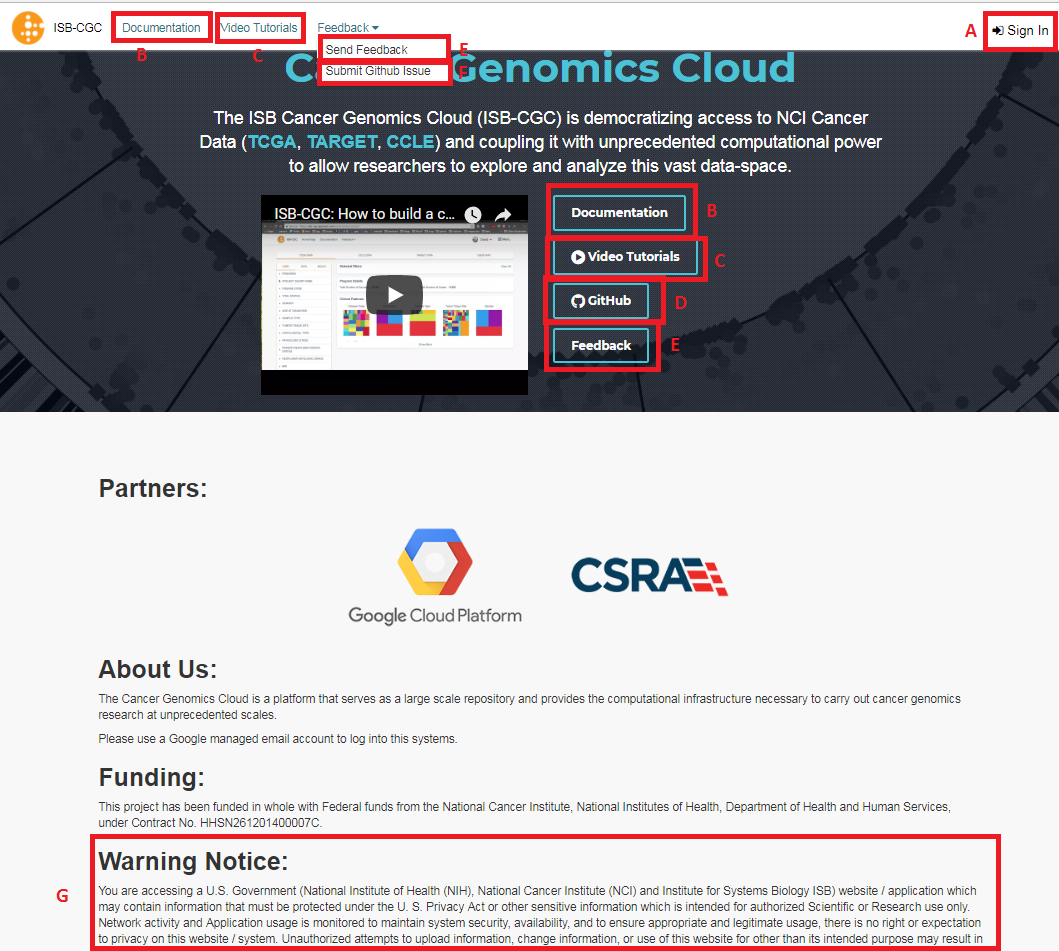 ISB-CGC Documentation Video Tutorials Feedback A Sign In
B C Send Feedback E
Submit Github Issue F
Genomics Cloud
The ISB Cancer Genomics Cloud (ISB-CGC) is democratizing access to NCI Cancer
Data (TCGA, TARGET, CCLE) and coupling it with unprecedented computational power
to allow researchers to explore and analyze this vast data-space.
ISB-CGC: How to build a c...
Documentation B
Video Tutorials C
GitHub D
Feedback E
Partners:
Google Cloud Platform
CSRA
About Us:
The Cancer Genomics Cloud is a platform that serves as a large scale repository and provides the computational infrastructure necessary to carry out cancer genomics
research at unprecedented scales.
Please use a Google managed email account to log into this systems.
Funding:
This project has been funded in whole with Federal funds from the National Cancer Institute, National Institutes of Health, Department of Health and Human Services,
under Contract No. HHSN261201400007C.
Warning Notice:
G
You are accessing a U.S. Government (National Institute of Health (NIH), National Cancer Institute (NCI) and Institute for Systems Biology ISB) website / application which
may contain information that must be protected under the U. S. Privacy Act or other sensitive information which is intended for authorized Scientific or Research use only.
Network activity and Application usage is monitored to maintain system security, availability, and to ensure appropriate and legitimate usage, there is no right or expectation
to privacy on this website / system. Unauthorized attempts to upload information, change information, or use of this website for other than its intended purpose may result in